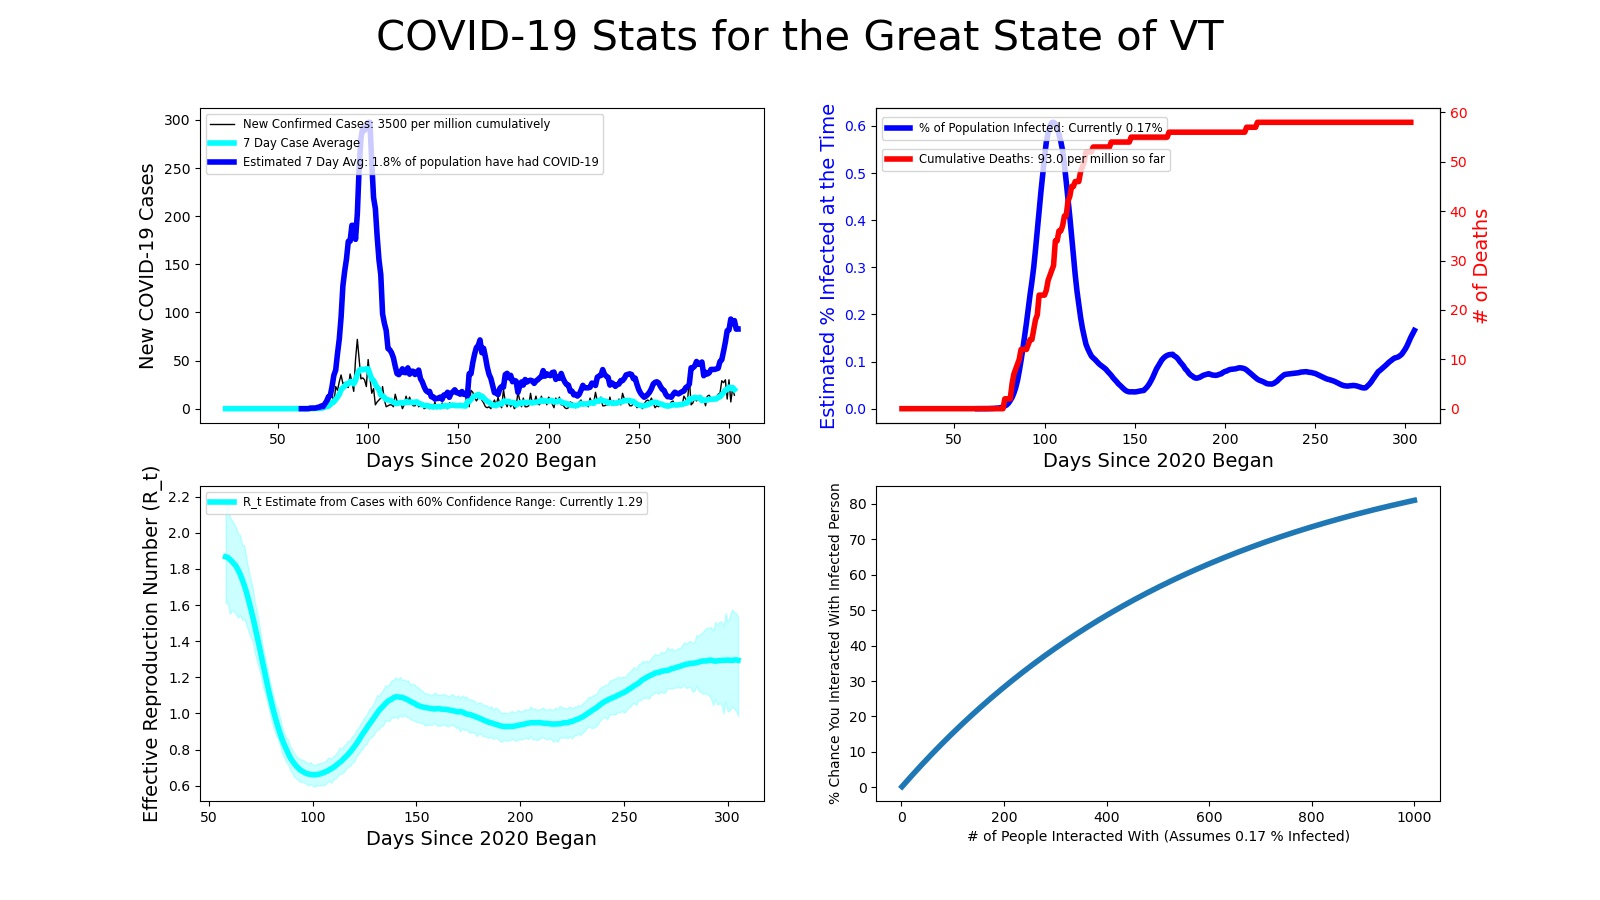 COVID-19 Stats for the Great State of VT
New COVID-19 Cases
300
250
200
150
100
50
0
New Confirmed Cases: 3500 per million cumulatively
7 Day Case Average
Estimated 7 Day Avg: 1.8% of population have had COVID-19
50 100 150 200 250 300
Days Since 2020 Began
Estimated % Infected at the Time
0.6
0.5
0.4
0.3
0.2
0.1
0.0
% of Population Infected: Currently 0.17%
Cumulative Deaths: 93.0 per million so far
60
50
40
30
20
10
0
# of Deaths
50 100 150 200 250 300
Days Since 2020 Began
Effective Reproduction Number (R_t)
2.2
2.0
1.8
1.6
1.4
1.2
1.0
0.8
0.6
R_t Estimate from Cases with 60% Confidence Range: Currently 1.29
50 100 150 200 250 300
Days Since 2020 Began
% Chance You Interacted With Infected Person
80
70
60
50
40
30
20
10
0
0 200 400 600 800 1000
# of People Interacted With (Assumes 0.17 % Infected)